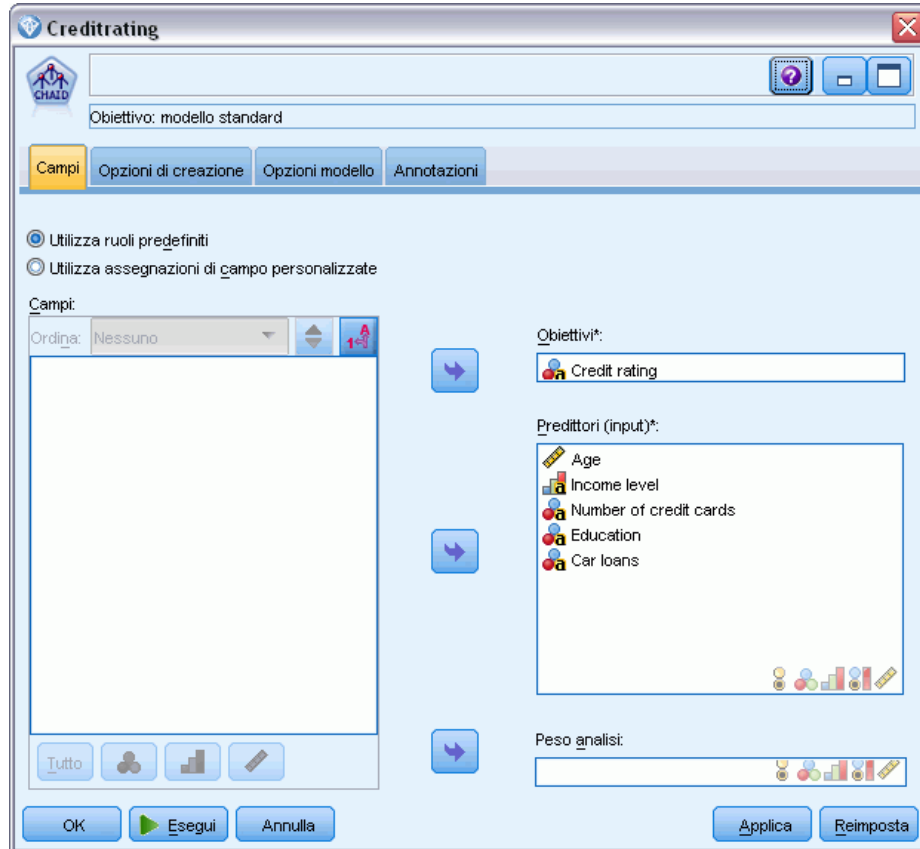 Creditrating
CHAID
Obiettivo: modello standard
Campi Opzioni di creazione Opzioni modello Annotazioni
Utilizza ruoli predefiniti
Utilizza assegnazioni di campo personalizzate
Campi:
Ordina: Nessuno
Obiettivi*:
Credit rating
Predittori (input)*:
Age
Income level
Number of credit cards
Education
Car loans
Tutto
Peso analisi:
OK Esegui Annulla Applica Reimposta